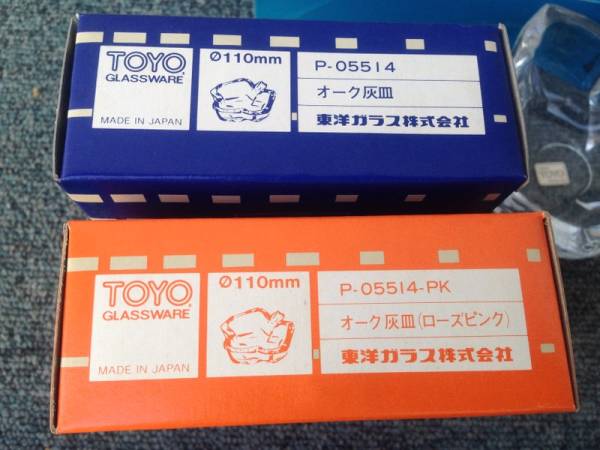 TOYO
GLASSWARE
MADE IN JAPAN
Ø110mm
P-05514
オーク灰皿
東洋ガラス株式会社
TOYO
TOYO
GLASSWARE
MADE IN JAPAN
Ø110mm
P-05514-PK
オーク灰皿(ローズピンク)
東洋ガラス株式会社